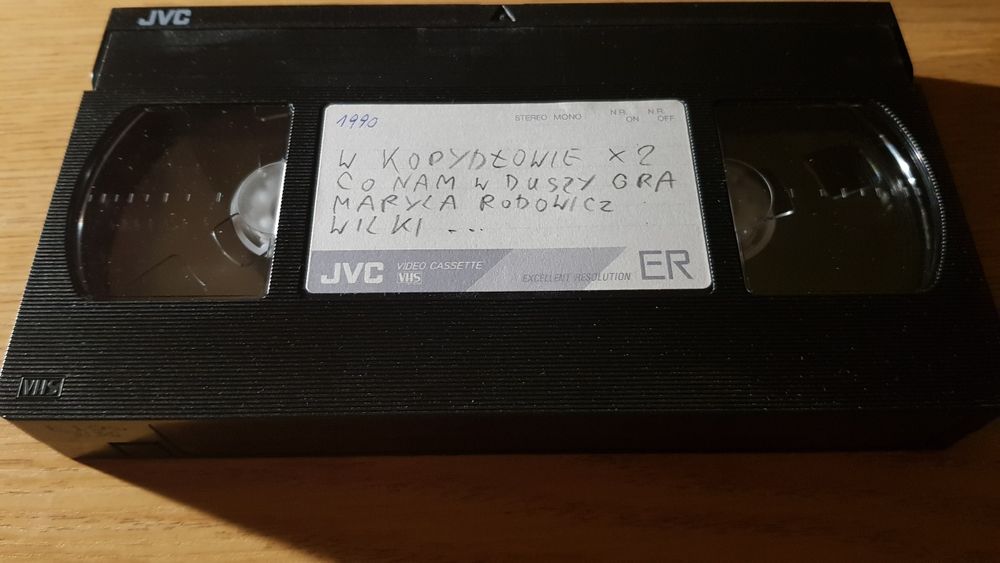 JVC
1990
STEREO MONO N.R. ON N.R. OFF
W KOPYDŁOWIE X 2
CO NAM W DUSZY GRA
MARYLA RODOWICZ
WILKI ...
JVC VIDEO CASSETTE VHS EXCELLENT RESOLUTION ER
VHS